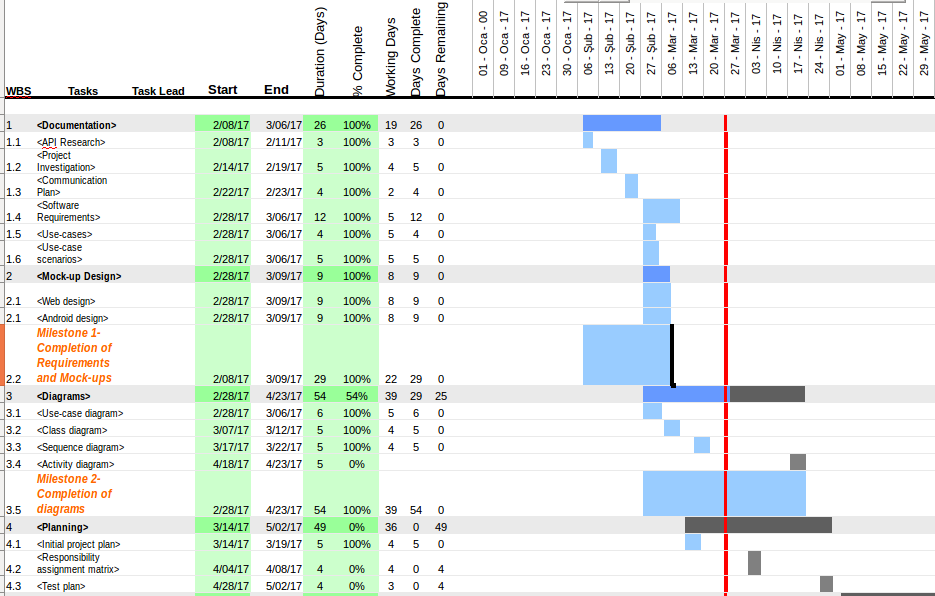 WBS Tasks Task Lead Start End Duration (Days) % Complete Working Days Days Complete Days Remaining 01 - Oca - 00 09 - Oca - 17 16 - Oca - 17 23 - Oca - 17 30 - Oca - 17 06 - Şub - 17 13 - Şub - 17 20 - Şub - 17 27 - Şub - 17 06 - Mar - 17 13 - Mar - 17 20 - Mar - 17 27 - Mar - 17 03 - Nis - 17 10 - Nis - 17 17 - Nis - 17 24 - Nis - 17 01 - May - 17 08 - May - 17 15 - May - 17 22 - May - 17 29 - May - 17
1 <Documentation> 2/08/17 3/06/17 26 100% 19 26 0
1.1 <API Research> 2/08/17 2/11/17 3 100% 3 3 0
<Project
1.2 Investigation> 2/14/17 2/19/17 5 100% 4 5 0
<Communication
1.3 Plan> 2/22/17 2/23/17 4 100% 2 4 0
<Software
1.4 Requirements> 2/28/17 3/06/17 12 100% 5 12 0
1.5 <Use-cases> 2/28/17 3/06/17 4 100% 5 4 0
<Use-case
1.6 scenarios> 2/28/17 3/06/17 5 100% 5 5 0
2 <Mock-up Design> 2/28/17 3/09/17 9 100% 8 9 0
2.1 <Web design> 2/28/17 3/09/17 9 100% 8 9 0
2.1 <Android design> 2/28/17 3/09/17 9 100% 8 9 0
Milestone 1-
Completion of
Requirements
2.2 and Mock-ups 2/08/17 3/09/17 29 100% 22 29 0
3 <Diagrams> 2/28/17 4/23/17 54 54% 39 29 25
3.1 <Use-case diagram> 2/28/17 3/06/17 6 100% 5 6 0
3.2 <Class diagram> 3/07/17 3/12/17 5 100% 4 5 0
3.3 <Sequence diagram> 3/17/17 3/22/17 5 100% 4 5 0
3.4 <Activity diagram> 4/18/17 4/23/17 5 0%
Milestone 2-
Completion of
3.5 diagrams 2/28/17 4/23/17 54 100% 39 54 0
4 <Planning> 3/14/17 5/02/17 49 0% 36 0 49
4.1 <Initial project plan> 3/14/17 3/19/17 5 100% 4 5 0
<Responsibility
4.2 assignment matrix> 4/04/17 4/08/17 4 0% 4 0 4
4.3 <Test plan> 4/28/17 5/02/17 4 0% 3 0 4